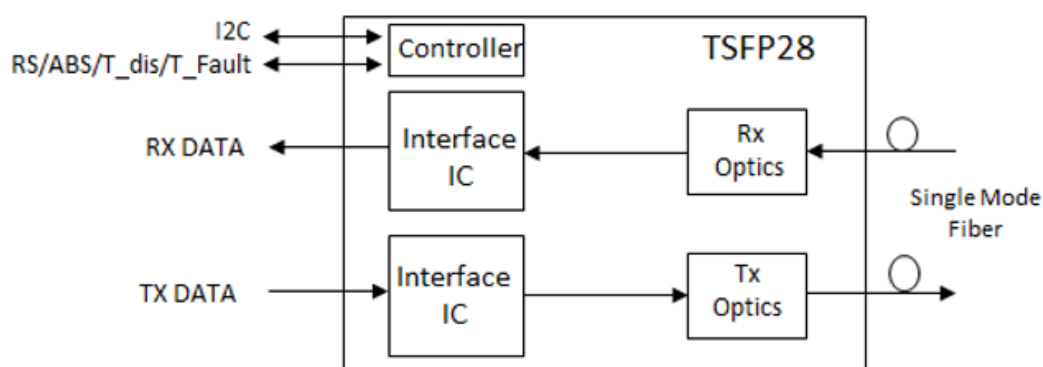 I2C
RS/ABS/T_dis/T_Fault
Controller
TSFP28
RX DATA
Interface
IC
Rx
Optics
Single Mode
Fiber
TX DATA
Interface
IC
Tx
Optics